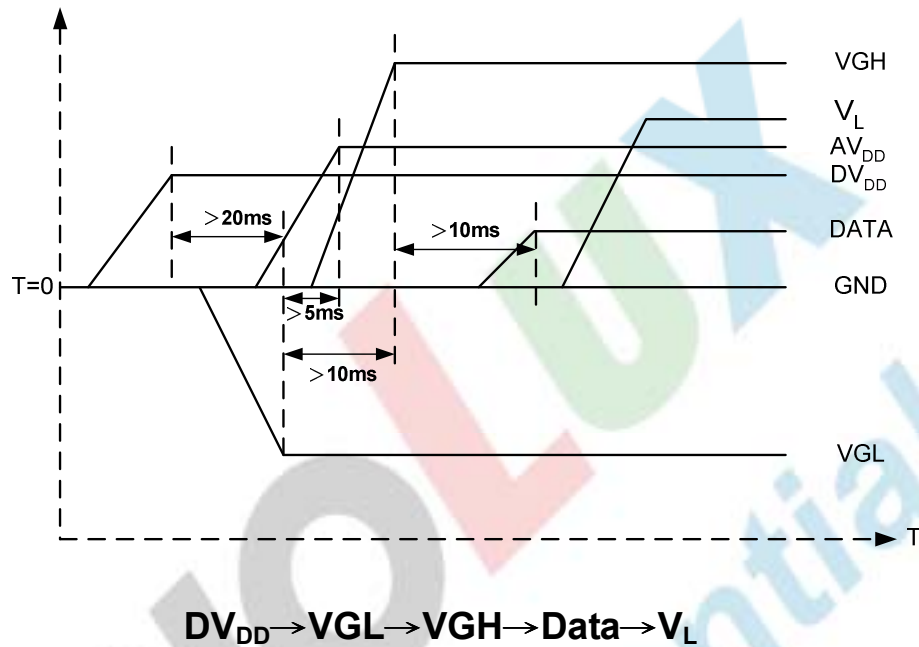 VGH
V_L
AV_DD
DV_DD
>20ms
>10ms
DATA
T=0
GND
>5ms
>10ms
VGL
T
DV_DD→VGL→VGH→Data→V_L